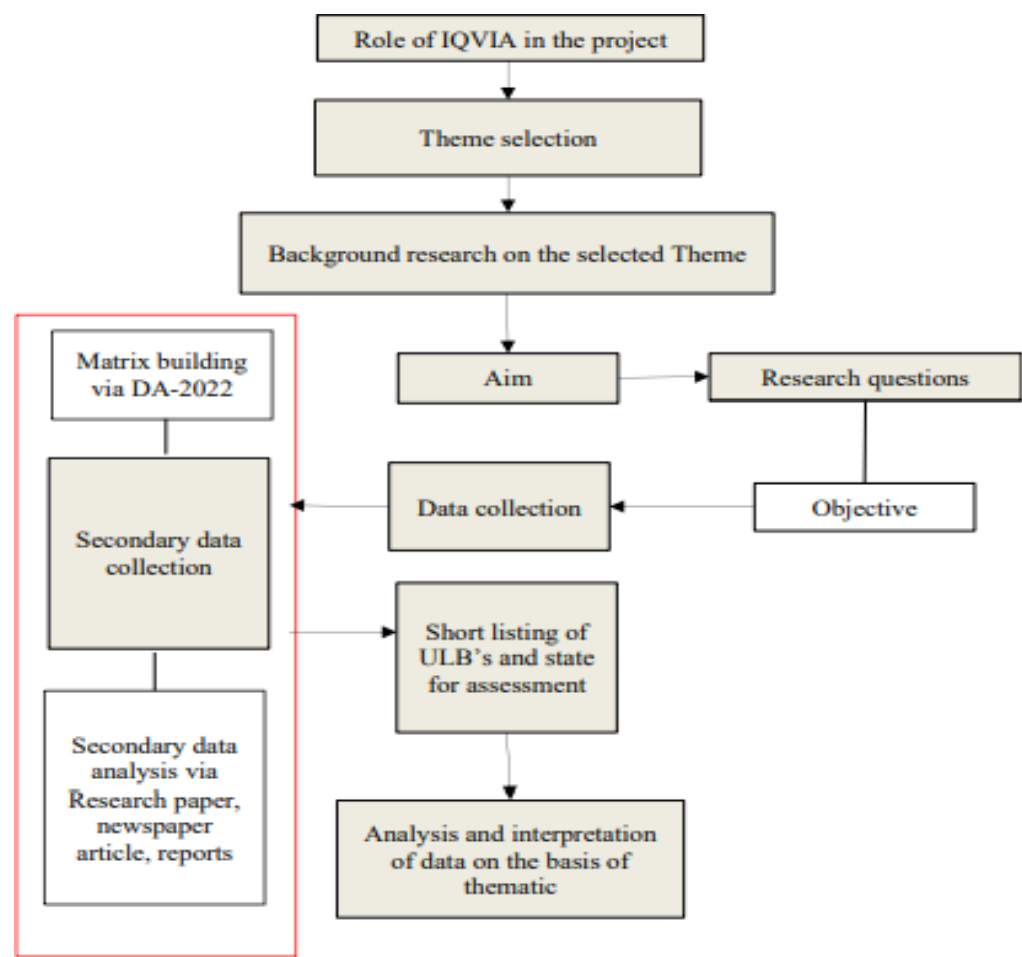 Role of IQVIA in the project
Theme selection
Background research on the selected Theme
Aim
Research questions
Objective
Data collection
Matrix building
via DA-2022
Secondary data
collection
Secondary data
analysis via
Research paper,
newspaper
article, reports
Short listing of
ULB's and state
for assessment
Analysis and interpretation
of data on the basis of
thematic